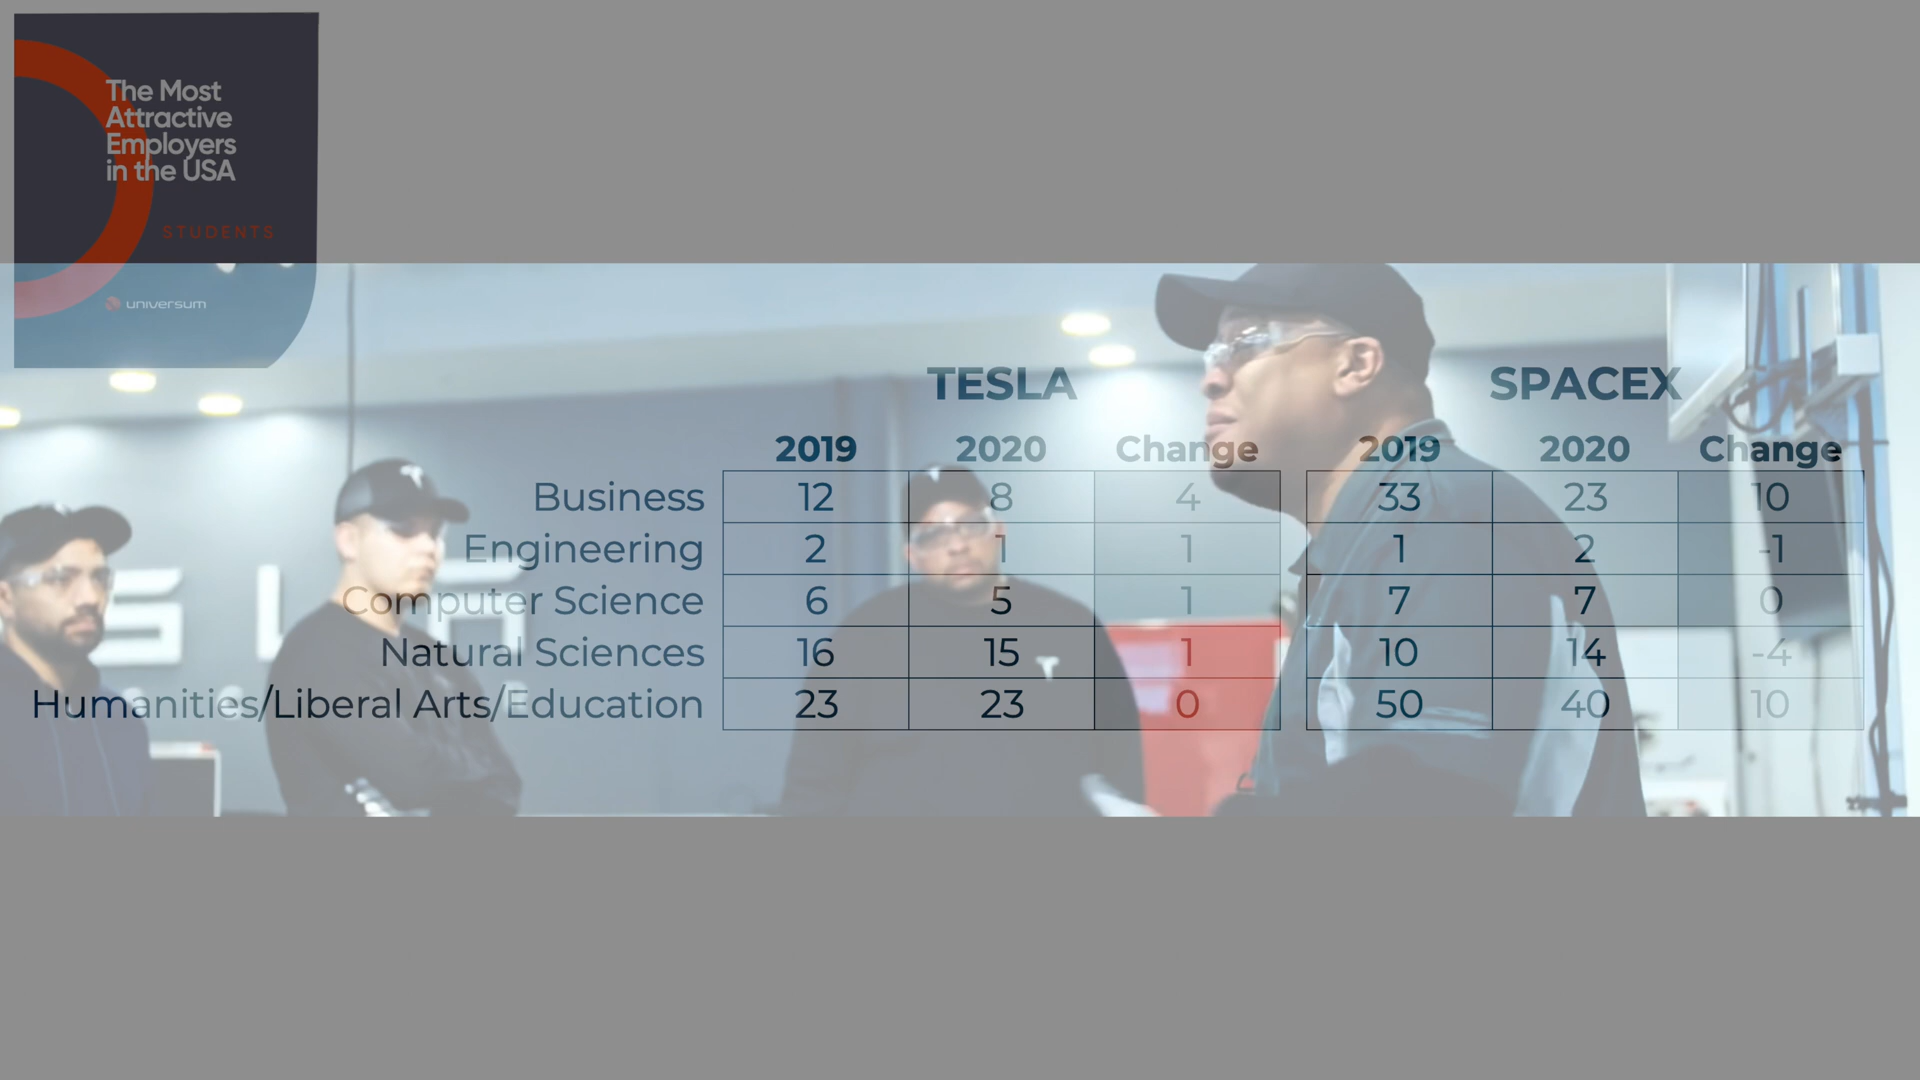 The Most
Attractive
Employers
in the USA
STUDENTS
universum
TESLA SPACEX
2019 2020 Change 2019 2020 Change
Business 12 8 4 33 23 10
Engineering 2 1 1 1 2 -1
Computer Science 6 5 1 7 7 0
Natural Sciences 16 15 1 10 14 -4
Humanities/Liberal Arts/Education 23 23 0 50 40 10